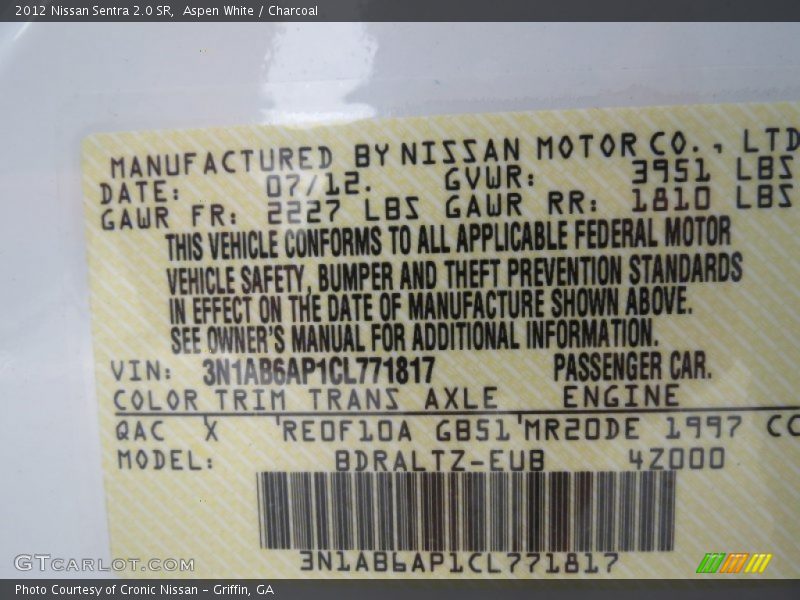 2012 Nissan Sentra 2.0 SR, Aspen White / Charcoal
MANUFACTURED BY NISSAN MOTOR CO., LTD
DATE: 07/12. GVWR: 3951 LBS
GAWR FR: 2227 LBS GAWR RR: 1810 LBS
THIS VEHICLE CONFORMS TO ALL APPLICABLE FEDERAL MOTOR
VEHICLE SAFETY, BUMPER AND THEFT PREVENTION STANDARDS
IN EFFECT ON THE DATE OF MANUFACTURE SHOWN ABOVE.
SEE OWNER'S MANUAL FOR ADDITIONAL INFORMATION.
VIN: 3N1AB6AP1CL771817 PASSENGER CAR.
COLOR TRIM TRANS AXLE ENGINE
QAC X RE0F10A GB51 MR20DE 1997 CC
MODEL: BDRALTZ-EUB 4Z000
3N1AB6AP1CL771817
GTCARLOT.COM
Photo Courtesy of Cronic Nissan – Griffin, GA